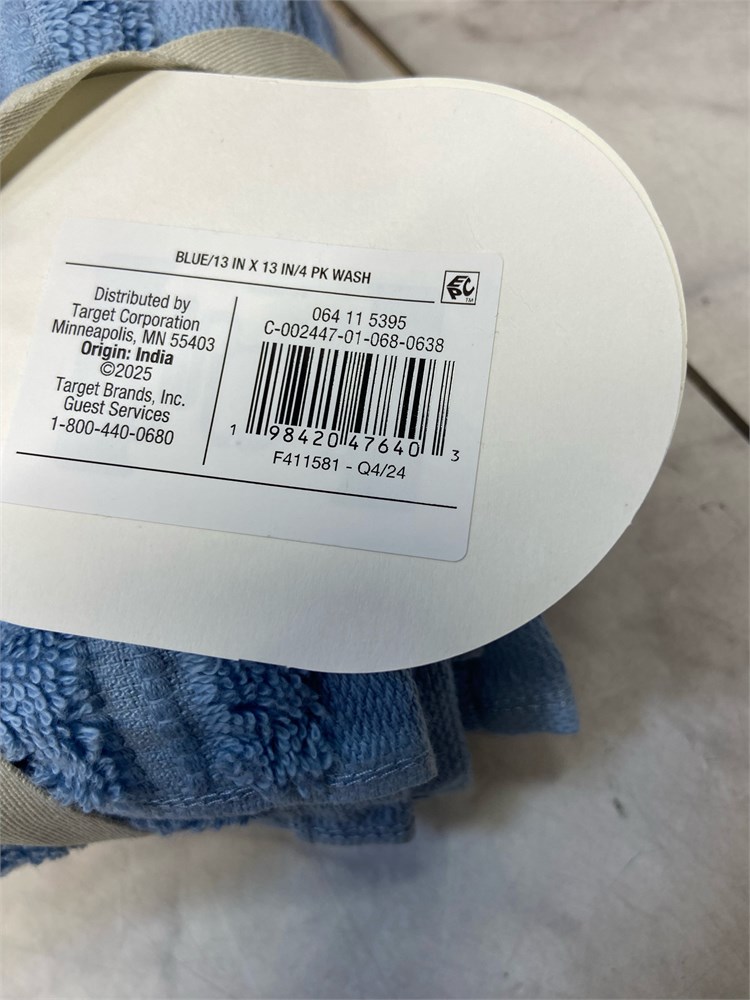 BLUE/13 IN X 13 IN/4 PK WASH
EPC™
Distributed by
Target Corporation
Minneapolis, MN 55403
Origin: India
©2025
Target Brands, Inc.
Guest Services
1-800-440-0680
064 11 5395
C-002447-01-068-0638
1 98420 47640 3
F411581 - Q4/24